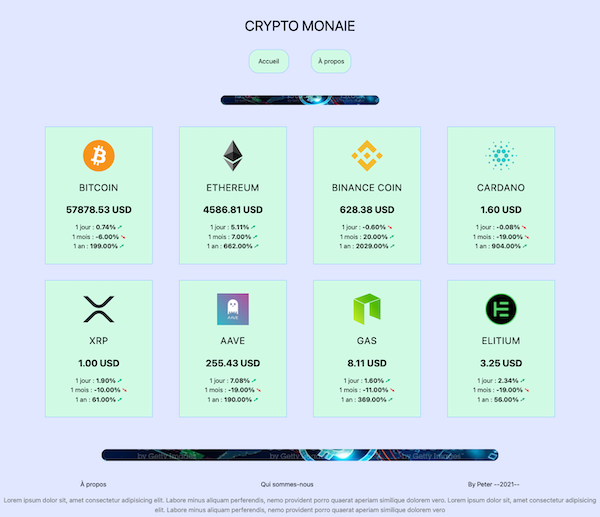 CRYPTO MONAIE
Accueil
À propos
BITCOIN
57878.53 USD
1 jour : 0.74%
1 mois : -6.00%
1 an : 199.00%
ETHEREUM
4586.81 USD
1 jour : 5.11%
1 mois : 7.00%
1 an : 662.00%
BINANCE COIN
628.38 USD
1 jour : -0.60%
1 mois : 20.00%
1 an : 2029.00%
CARDANO
1.60 USD
1 jour : -0.08%
1 mois : -19.00%
1 an : 904.00%
XRP
1.00 USD
1 jour : 1.90%
1 mois : -10.00%
1 an : 61.00%
AAVE
AAVE
255.43 USD
1 jour : 7.08%
1 mois : -19.00%
1 an : 190.00%
GAS
8.11 USD
1 jour : 1.60%
1 mois : -11.00%
1 an : 369.00%
ELITIUM
3.25 USD
1 jour : 2.34%
1 mois : -19.00%
1 an : 56.00%
by Getty Images
by Getty Images
by Getty Images
À propos
Qui sommes-nous
By Peter --2021--
Lorem ipsum dolor sit, amet consectetur adipisicing elit. Labore minus aliquam perferendis, nemo provident porro quaerat aperiam similique dolorem vero. Lorem ipsum dolor sit, amet consectetur adipisicing
elit. Labore minus aliquam perferendis, nemo provident porro quaerat aperiam similique dolorem vero